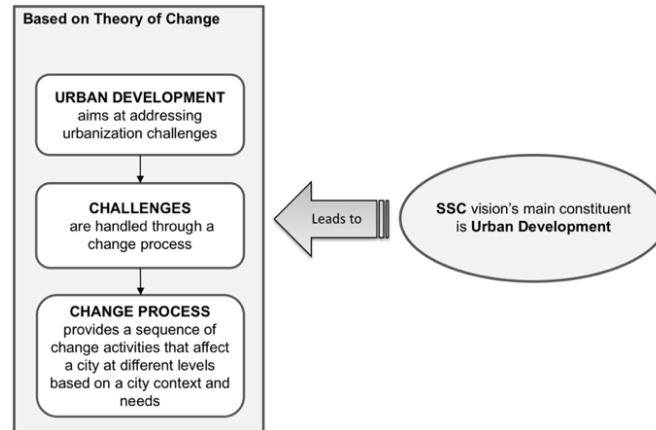 Based on Theory of Change
URBAN DEVELOPMENT
aims at addressing
urbanization challenges
CHALLENGES
are handled through a
change process
CHANGE PROCESS
provides a sequence of
change activities that affect
a city at different levels
based on a city context and
needs
Leads to
SSC vision's main constituent
is Urban Development